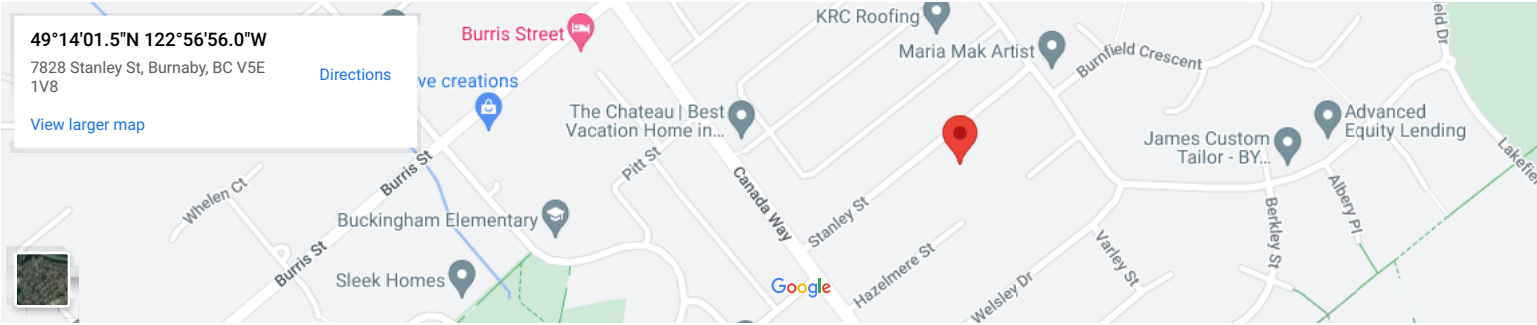 49°14'01.5"N 122°56'56.0"W
7828 Stanley St, Burnaby, BC V5E
1V8
Directions
View larger map
Burris Street
ve creations
KRC Roofing
Maria Mak Artist
Burnfield Crescent
eld Dr
The Chateau | Best
Vacation Home in...
Advanced
Equity Lending
James Custom
Tailor - BY...
Lakefie
Pitt St
Burris St
Whelen Ct
Canada Way
Stanley St
Buckingham Elementary
Albery Pl
Berkley St
Varley St
Hazelmere St
Burris St
Sleek Homes
Welsley Dr
Google